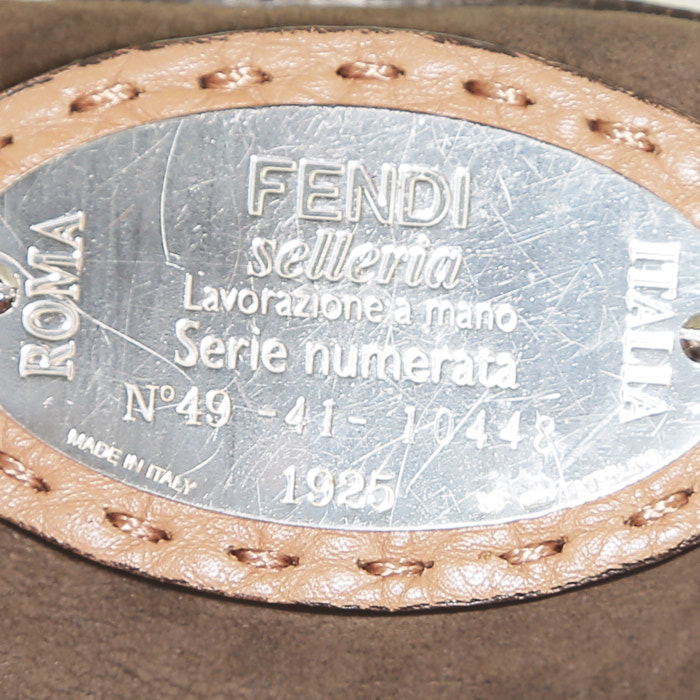 FENDI
selleria
Lavorazione a mano
Serie numerata
N°49 -41- 10448
1925
ROMA
ITALIA
MADE IN ITALY